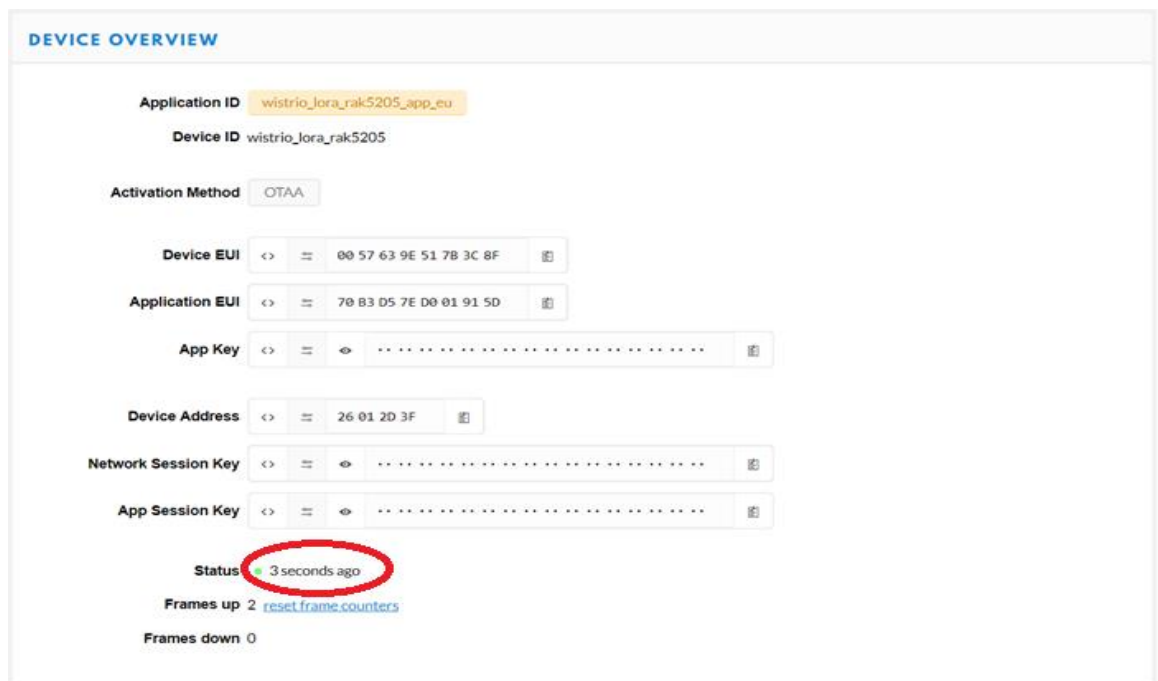 DEVICE OVERVIEW
Application ID wistrio_lora_rak5205_app_eu
Device ID wistrio_lora_rak5205
Activation Method OTAA
Device EUI <> 00 57 63 9E 51 7B 3C 8F
Application EUI <> 70 B3 D5 7E D0 01 91 5D
App Key <>
Device Address <> 26 01 2D 3F
Network Session Key <>
App Session Key <>
Status 3 seconds ago
Frames up 2 reset frame counters
Frames down 0